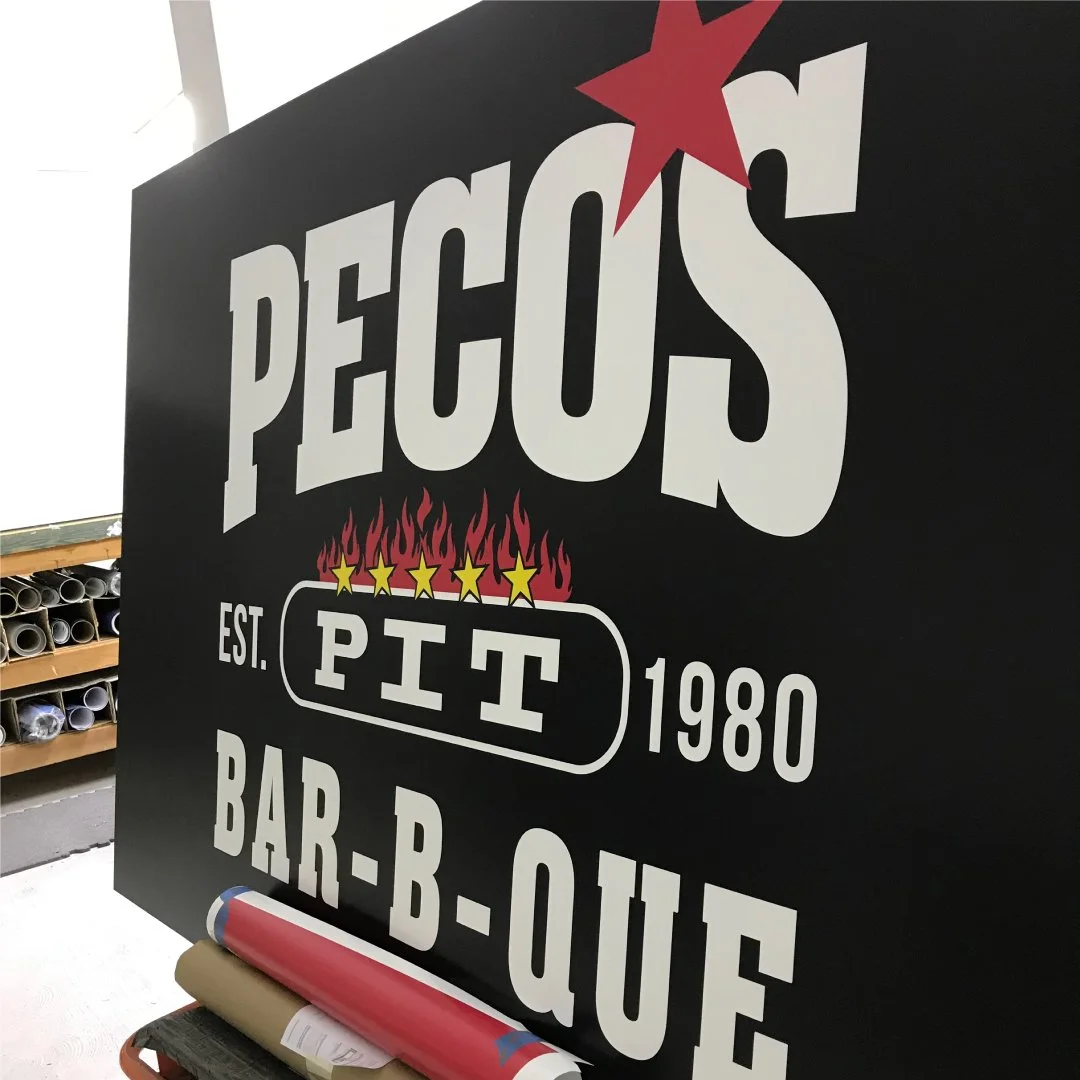 PECOS
EST. PIT 1980
BAR-B-QUE